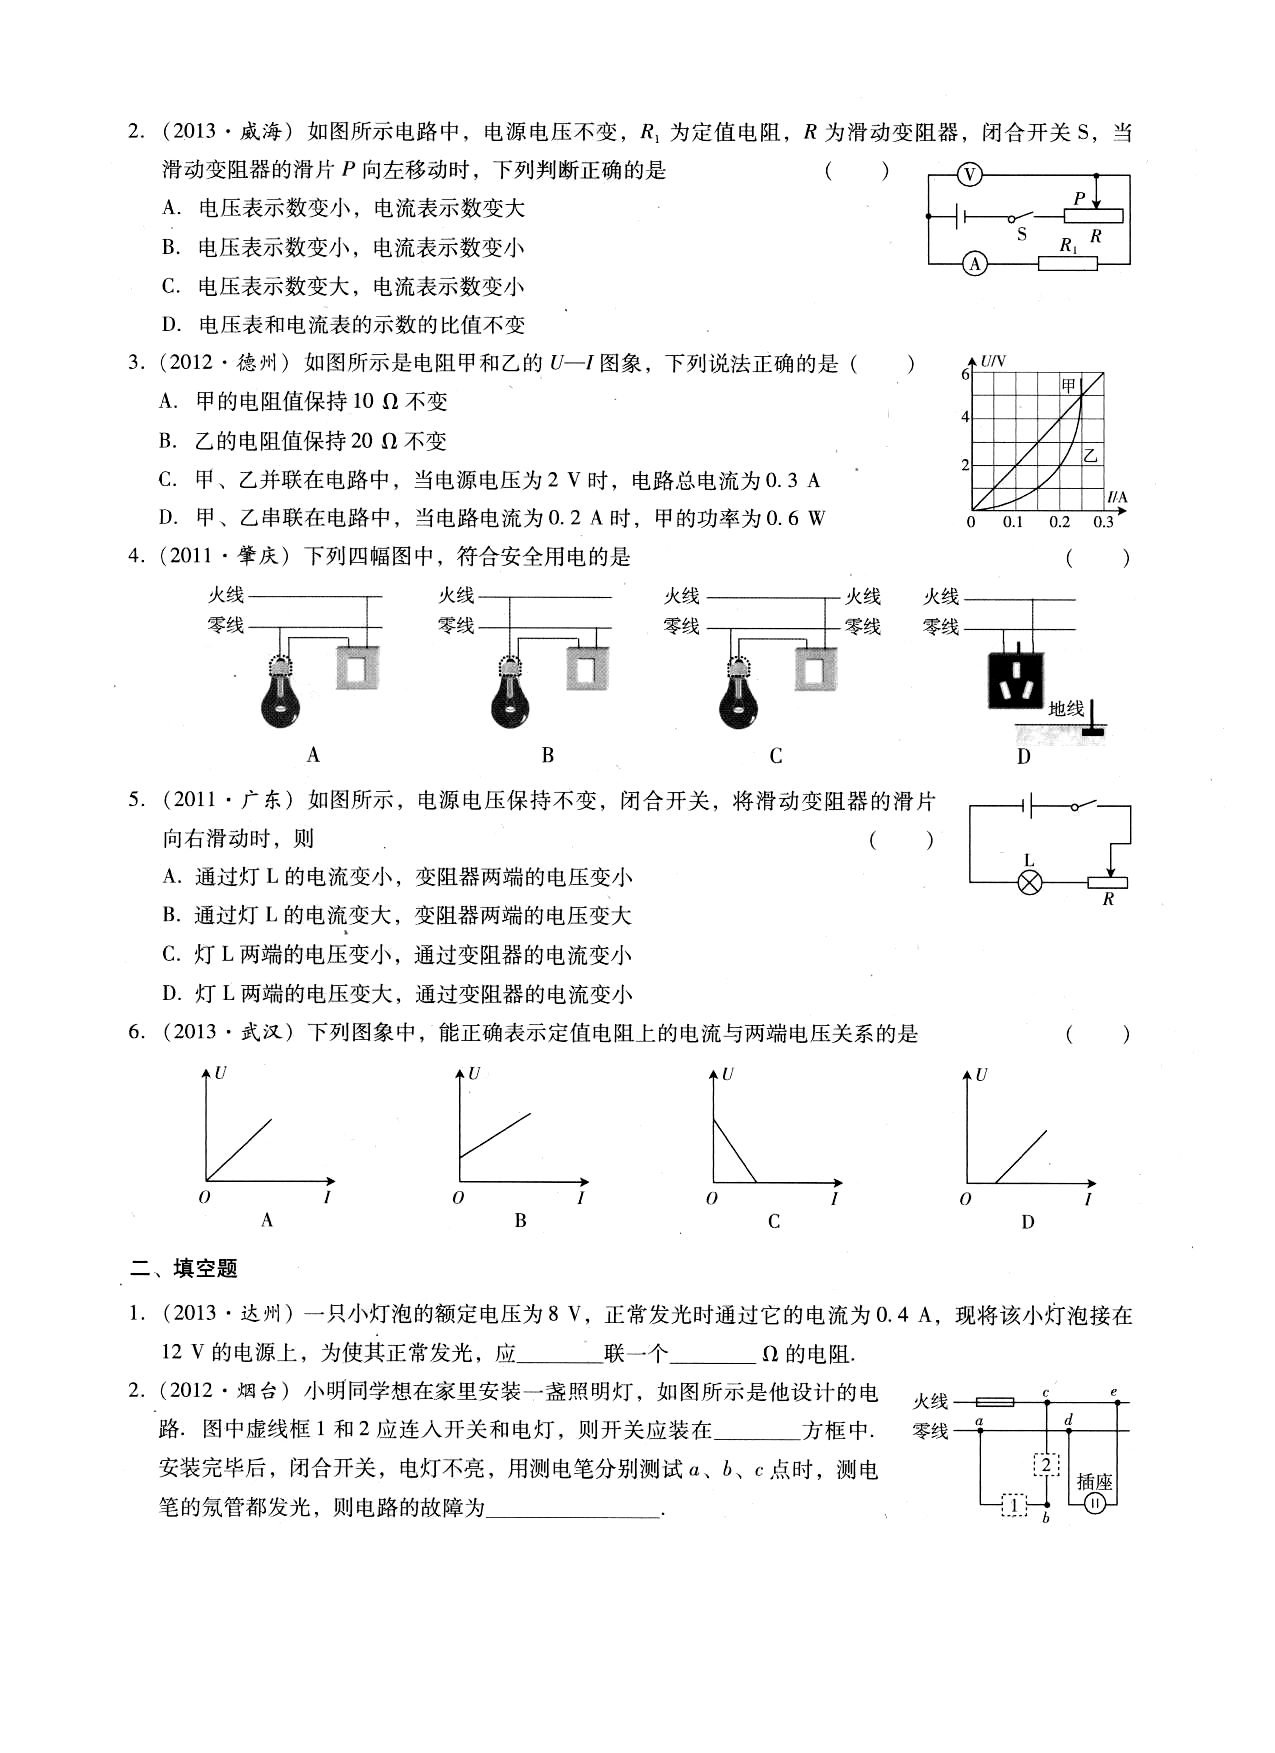 2. (2013·威海) 如图所示电路中，电源电压不变，R₁ 为定值电阻，R 为滑动变阻器，闭合开关 S，当
滑动变阻器的滑片 P 向左移动时，下列判断正确的是 (　　)
A. 电压表示数变小，电流表示数变大
B. 电压表示数变小，电流表示数变小
C. 电压表示数变大，电流表示数变小
D. 电压表和电流表的示数的比值不变
V
P
S
R
R₁
A
3. (2012·德州) 如图所示是电阻甲和乙的 U—I 图象，下列说法正确的是 (　　)
A. 甲的电阻值保持 10 Ω 不变
B. 乙的电阻值保持 20 Ω 不变
C. 甲、乙并联在电路中，当电源电压为 2 V 时，电路总电流为 0.3 A
D. 甲、乙串联在电路中，当电路电流为 0.2 A 时，甲的功率为 0.6 W
U/V
6
甲
4
乙
2
I/A
0 0.1 0.2 0.3
4. (2011·肇庆) 下列四幅图中，符合安全用电的是 (　　)
火线 火线 火线 火线 火线
零线 零线 零线 零线 零线
地线
A B C D
5. (2011·广东) 如图所示，电源电压保持不变，闭合开关，将滑动变阻器的滑片
向右滑动时，则 (　　)
A. 通过灯 L 的电流变小，变阻器两端的电压变小
B. 通过灯 L 的电流变大，变阻器两端的电压变大
C. 灯 L 两端的电压变小，通过变阻器的电流变小
D. 灯 L 两端的电压变大，通过变阻器的电流变小
L
R
6. (2013·武汉) 下列图象中，能正确表示定值电阻上的电流与两端电压关系的是 (　　)
U U U U
O I O I O I O I
A B C D
二、填空题
1. (2013·达州) 一只小灯泡的额定电压为 8 V，正常发光时通过它的电流为 0.4 A，现将该小灯泡接在
12 V 的电源上，为使其正常发光，应________联一个________ Ω 的电阻.
2. (2012·烟台) 小明同学想在家里安装一盏照明灯，如图所示是他设计的电
路. 图中虚线框 1 和 2 应连入开关和电灯，则开关应装在________方框中.
安装完毕后，闭合开关，电灯不亮，用测电笔分别测试 a、b、c 点时，测电
笔的氖管都发光，则电路的故障为________________.
火线 c e
零线 a d
2
插座
1
b